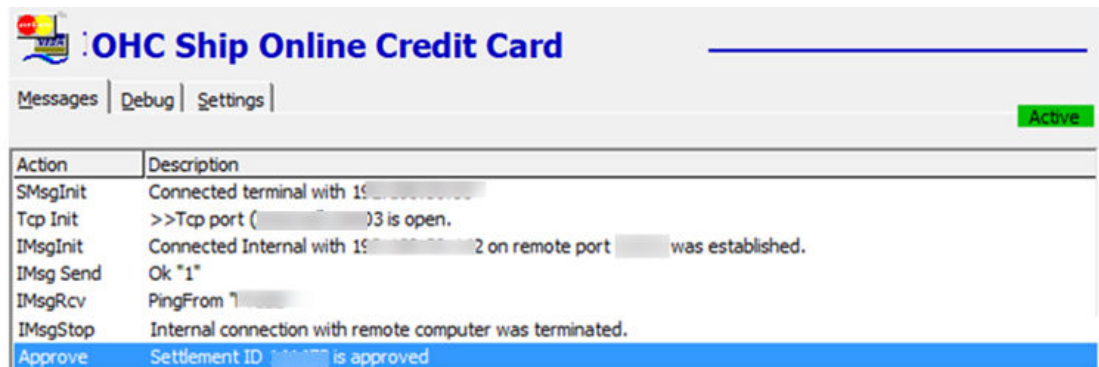 OHC Ship Online Credit Card
Messages Debug Settings
Active
Action Description
SMsgInit Connected terminal with
Tcp Init >>Tcp port ( 03 is open.
IMsgInit Connected Internal with 2 on remote port was established.
IMsg Send Ok "1"
IMsgRcv PingFrom "
IMsgStop Internal connection with remote computer was terminated.
Approve Settlement ID is approved